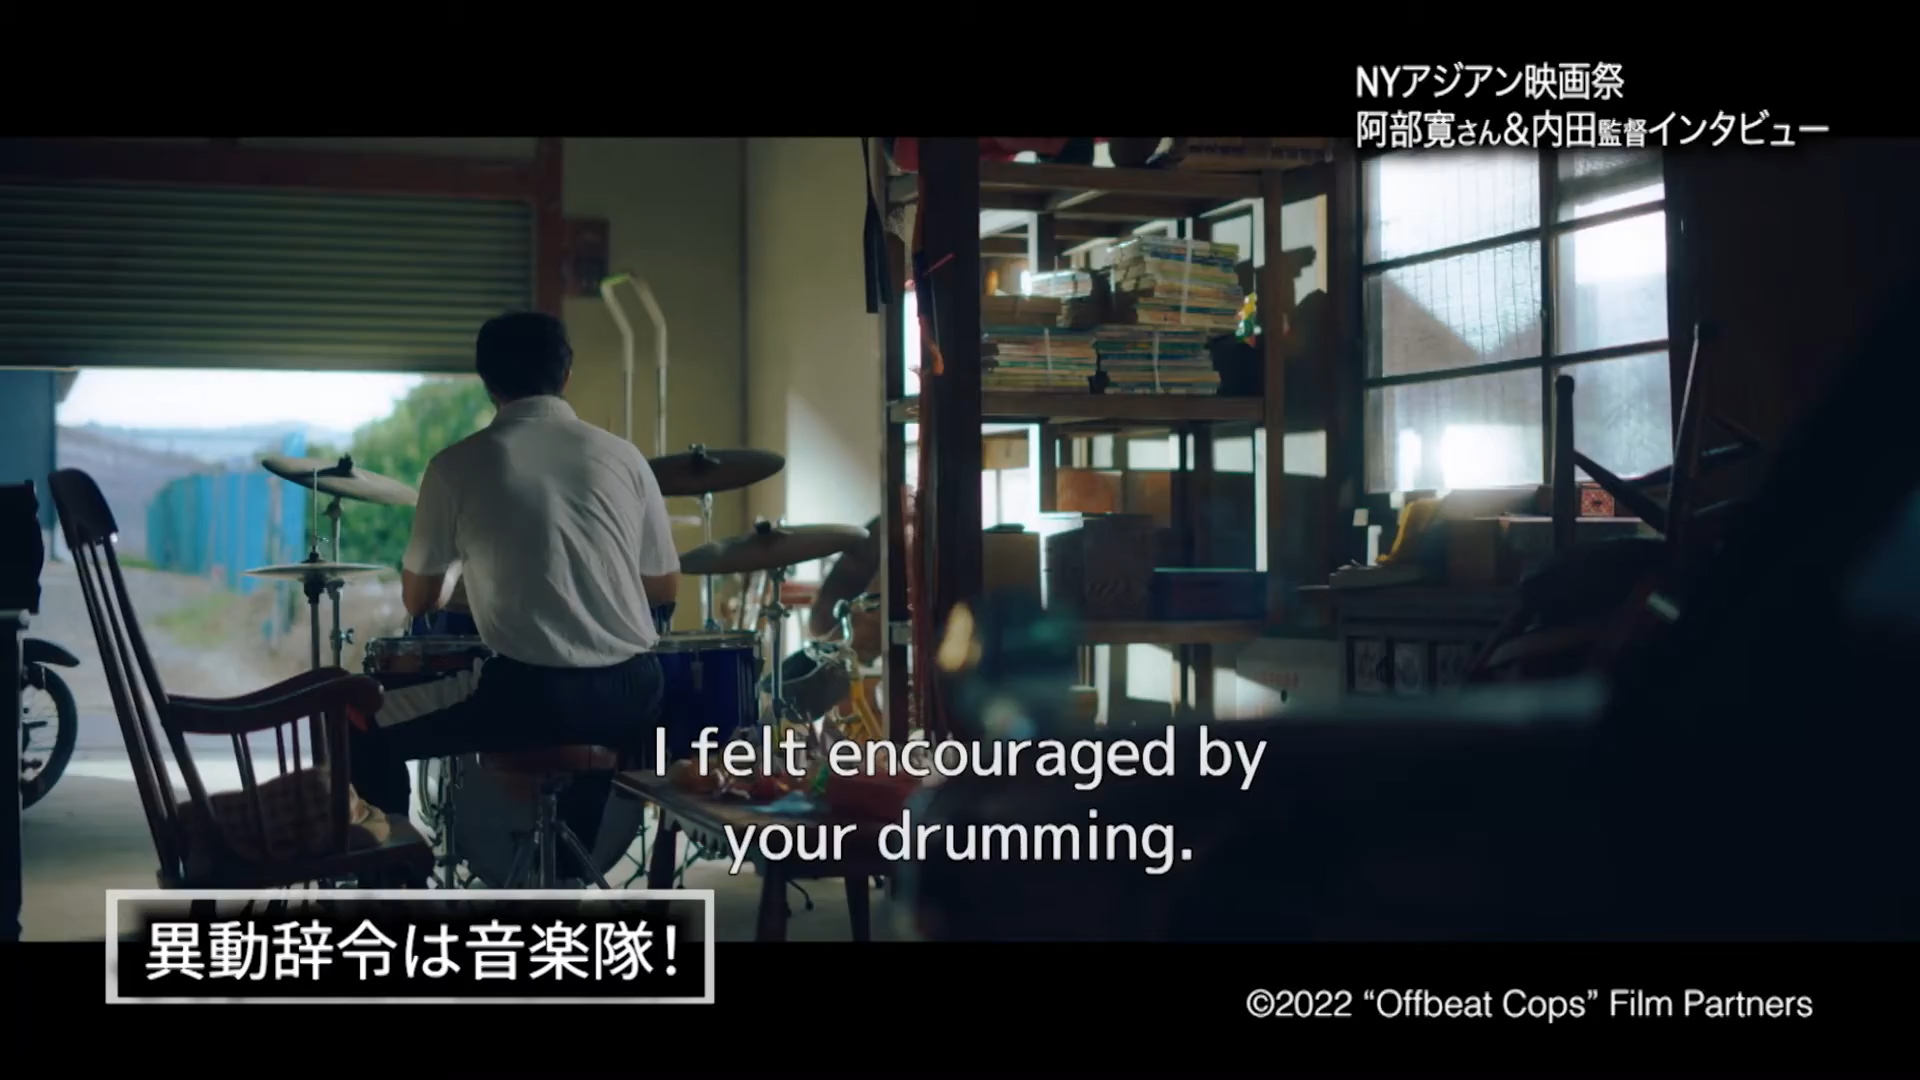 NYアジアン映画祭
阿部寛さん&内田監督インタビュー
I felt encouraged by
your drumming.
異動辞令は音楽隊!
©2022 “Offbeat Cops” Film Partners